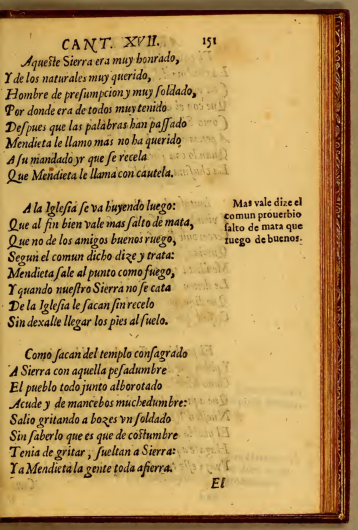 CANT. XVII. 151
Aqueste Sierra era muy honrado,
Y de los naturales muy querido,
Hombre de presumpcion y muy soldado,
Por donde era de todos muy tenido
Despues que las palabras han passado
Mendieta le llamo mas no ha querido
A su mandado yr que se recela
Que Mendieta le llama con cautela.
A la Iglesia se va huyendo luego:
Que al fin bien vale mas salto de mata,
Que no de los amigos buenos ruego,
Segun el comun dicho dize y trata:
Mendieta sale al punto como fuego,
Y quando nuestro Sierra no se cata
De la Iglesia le sacan sin recelo
Sin dexalle llegar los pies al suelo.
Mas vale dize el
comun prouerbio
salto de mata que
ruego de buenos.
Como sacan del templo consagrado
A Sierra con aquella pesadumbre
El pueblo todo junto alborotado
Acude y de mancebos muchedumbre:
Salio gritando a bozes vn soldado
Sin saberlo que es que de costumbre
Tenia de gritar, sueltan a Sierra:
Y a Mendieta la gente toda afierra.
El